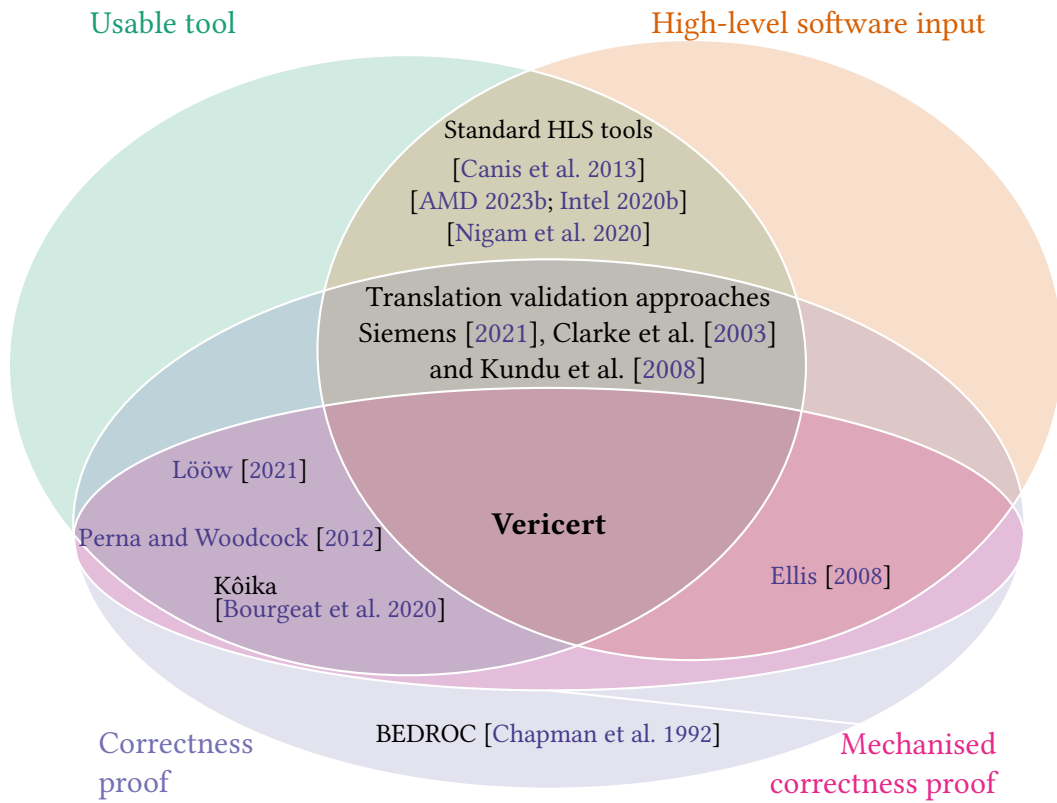 Usable tool
High-level software input
Standard HLS tools
[Canis et al. 2013]
[AMD 2023b; Intel 2020b]
[Nigam et al. 2020]
Translation validation approaches
Siemens [2021], Clarke et al. [2003]
and Kundu et al. [2008]
Lööw [2021]
Vericert
Perna and Woodcock [2012]
Ellis [2008]
Kôika
[Bourgeat et al. 2020]
BEDROC [Chapman et al. 1992]
Correctness
proof
Mechanised
correctness proof